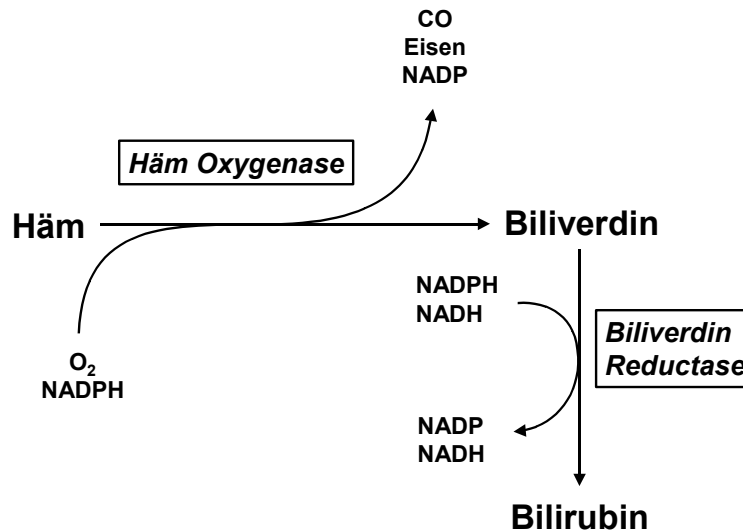 CO
Eisen
NADP
Häm Oxygenase
Häm
Biliverdin
O₂
NADPH
NADPH
NADH
Biliverdin
Reductase
NADP
NADH
Bilirubin